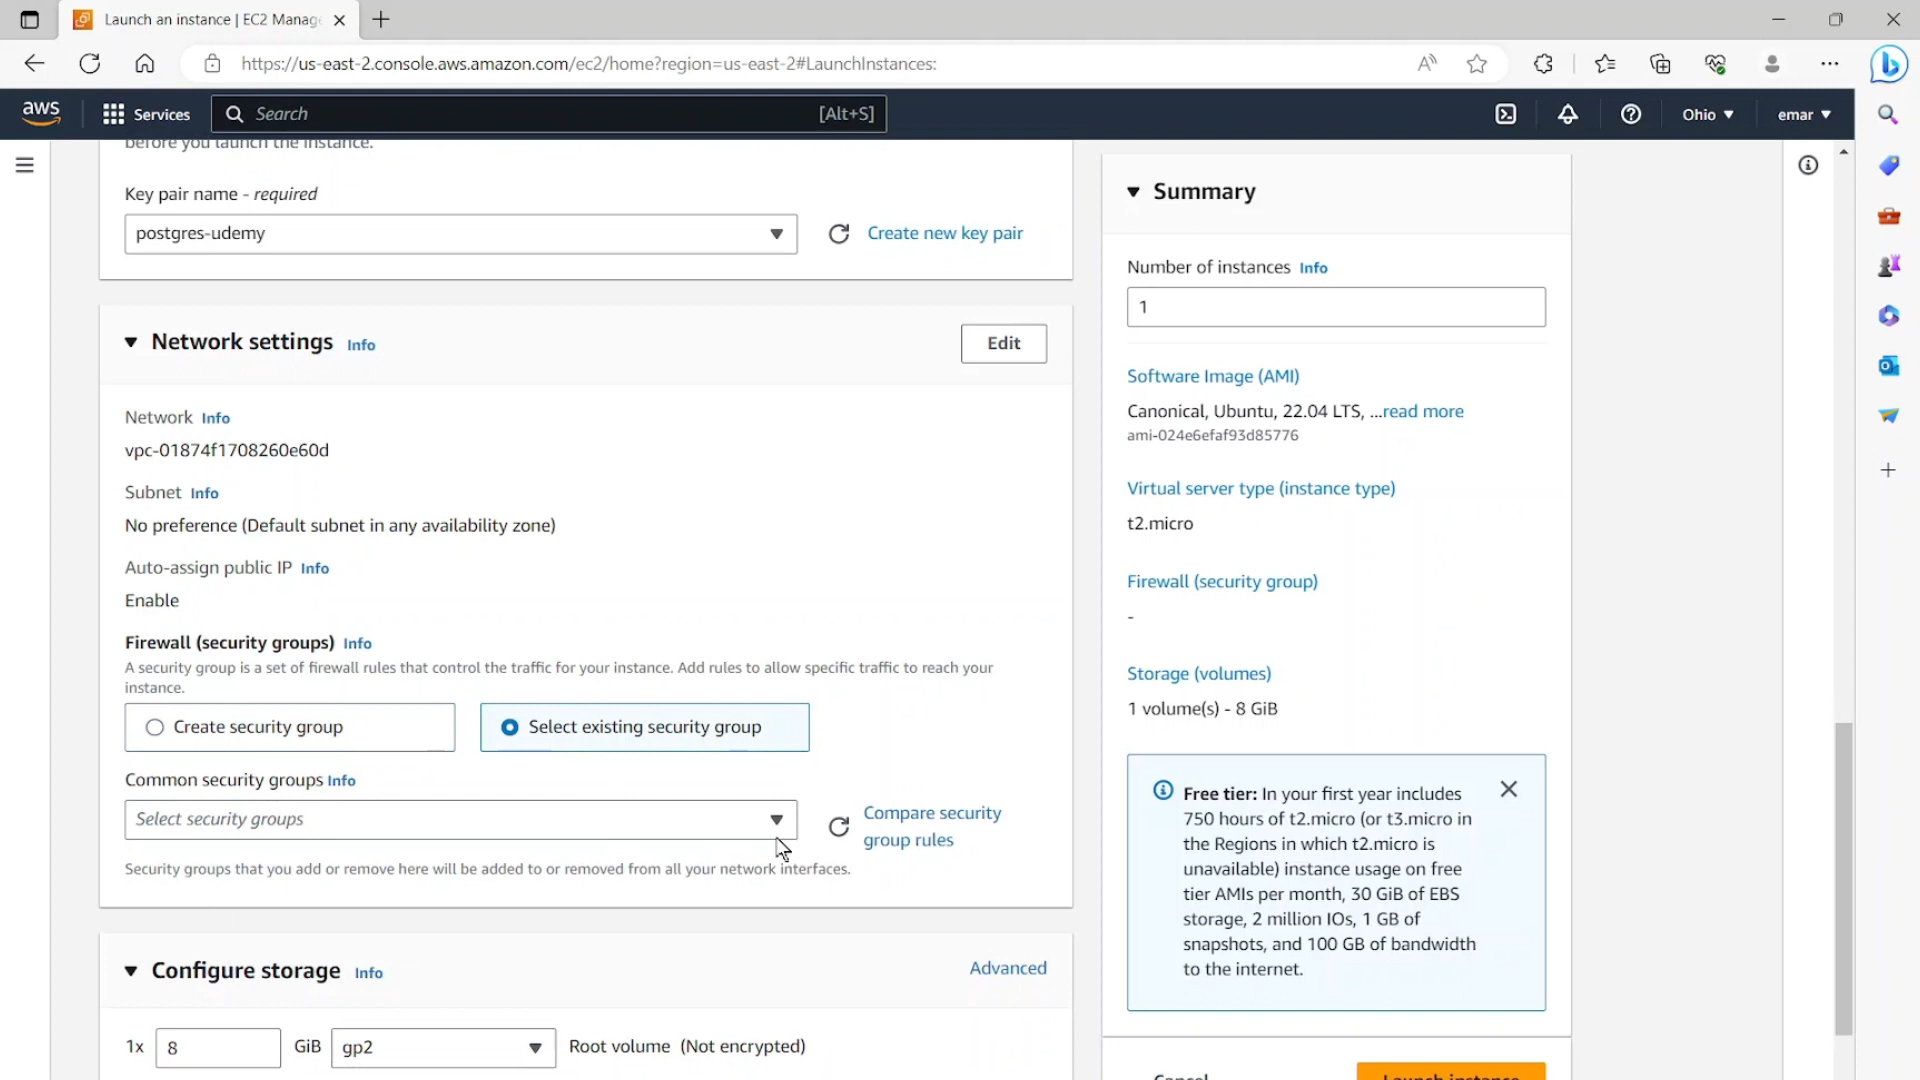 Launch an instance | EC2 Manag
https://us-east-2.console.aws.amazon.com/ec2/home?region=us-east-2#LaunchInstances:
aws
Services
Search
[Alt+S]
Ohio
emar
before you launch the instance.
Key pair name - required
postgres-udemy
Create new key pair
Network settings Info
Edit
Network Info
vpc-01874f1708260e60d
Subnet Info
No preference (Default subnet in any availability zone)
Auto-assign public IP Info
Enable
Firewall (security groups) Info
A security group is a set of firewall rules that control the traffic for your instance. Add rules to allow specific traffic to reach your
instance.
Create security group
Select existing security group
Common security groups Info
Select security groups
Compare security
group rules
Security groups that you add or remove here will be added to or removed from all your network interfaces.
Configure storage Info
Advanced
1x
8
GiB
gp2
Root volume (Not encrypted)
Summary
Number of instances Info
1
Software Image (AMI)
Canonical, Ubuntu, 22.04 LTS, ...read more
ami-024e6efaf93d85776
Virtual server type (instance type)
t2.micro
Firewall (security group)
-
Storage (volumes)
1 volume(s) - 8 GiB
Free tier: In your first year includes
750 hours of t2.micro (or t3.micro in
the Regions in which t2.micro is
unavailable) instance usage on free
tier AMIs per month, 30 GiB of EBS
storage, 2 million IOs, 1 GB of
snapshots, and 100 GB of bandwidth
to the internet.
Cancel
Launch instance